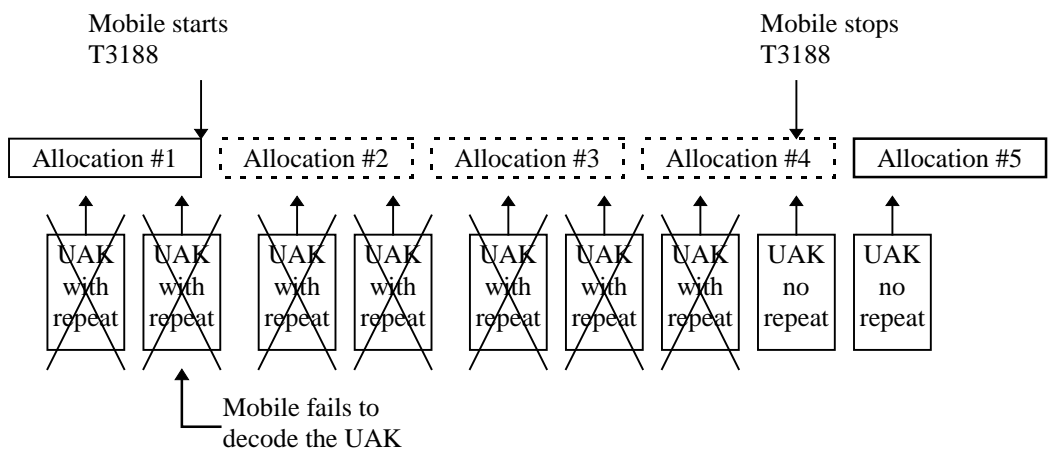 Mobile starts
T3188
Mobile stops
T3188
Allocation #1
Allocation #2
Allocation #3
Allocation #4
Allocation #5
UAK
with
repeat
UAK
with
repeat
UAK
with
repeat
UAK
with
repeat
UAK
with
repeat
UAK
with
repeat
UAK
with
repeat
UAK
no
repeat
UAK
no
repeat
Mobile fails to
decode the UAK